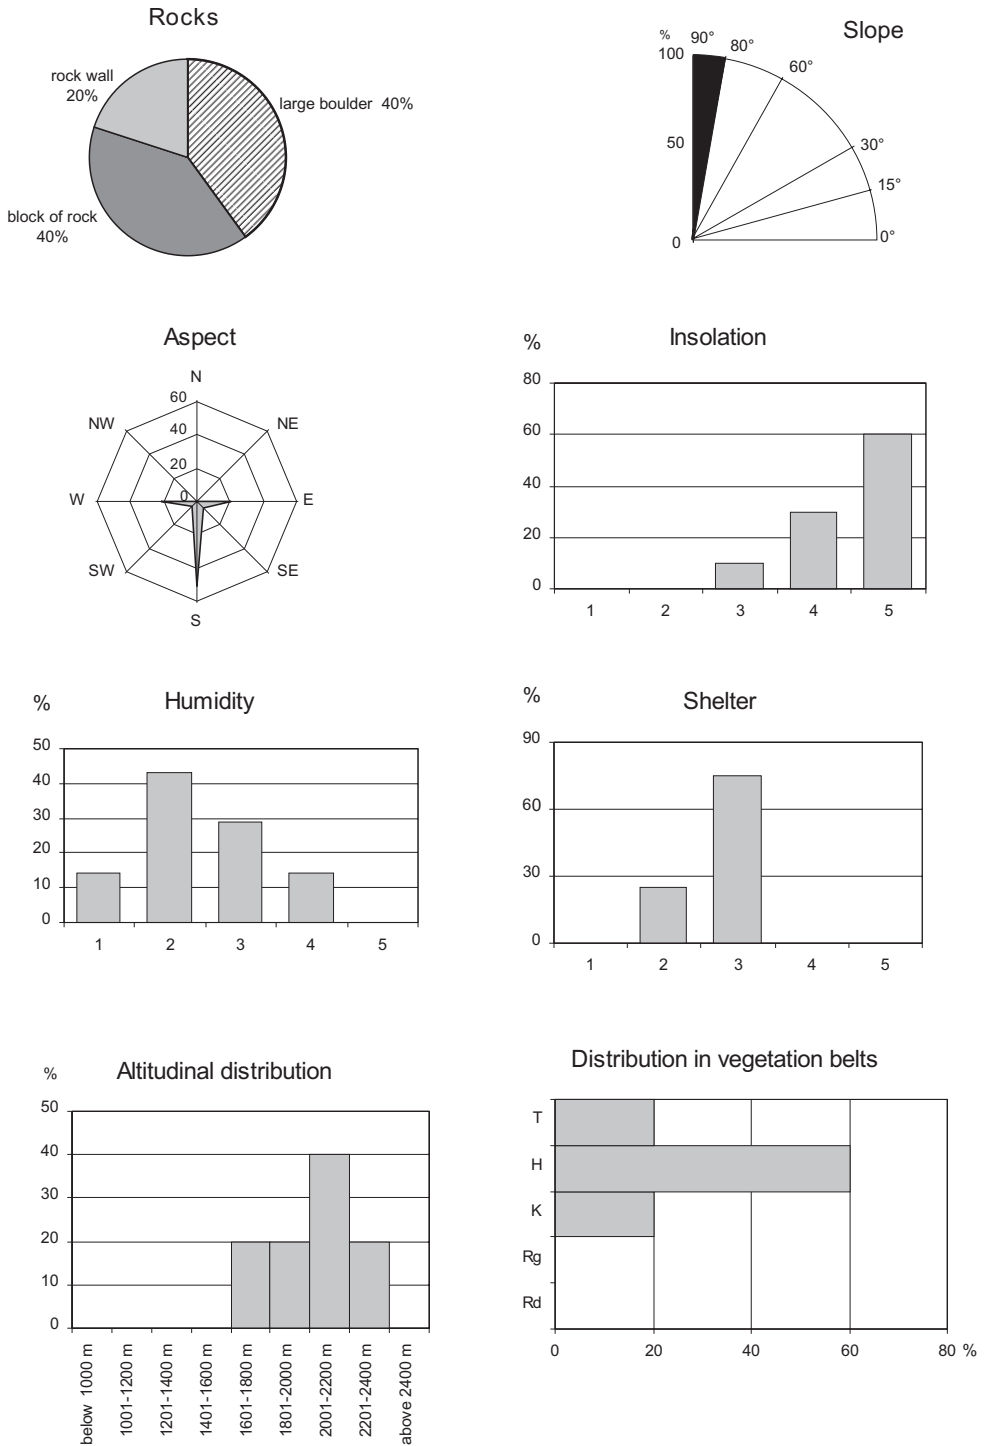 Rocks
rock wall
20%
large boulder 40%
block of rock
40%
Slope
%
100
50
0
90°
80°
60°
30°
15°
0°
Aspect
N
NE
E
SE
S
SW
W
NW
60
40
20
0
Insolation
%
80
60
40
20
0
1 2 3 4 5
Humidity
%
50
40
30
20
10
0
1 2 3 4 5
Shelter
%
90
60
30
0
1 2 3 4 5
Altitudinal distribution
%
50
40
30
20
10
0
below 1000 m
1001-1200 m
1201-1400 m
1401-1600 m
1601-1800 m
1801-2000 m
2001-2200 m
2201-2400 m
above 2400 m
Distribution in vegetation belts
T
H
K
Rg
Rd
0 20 40 60 80 %